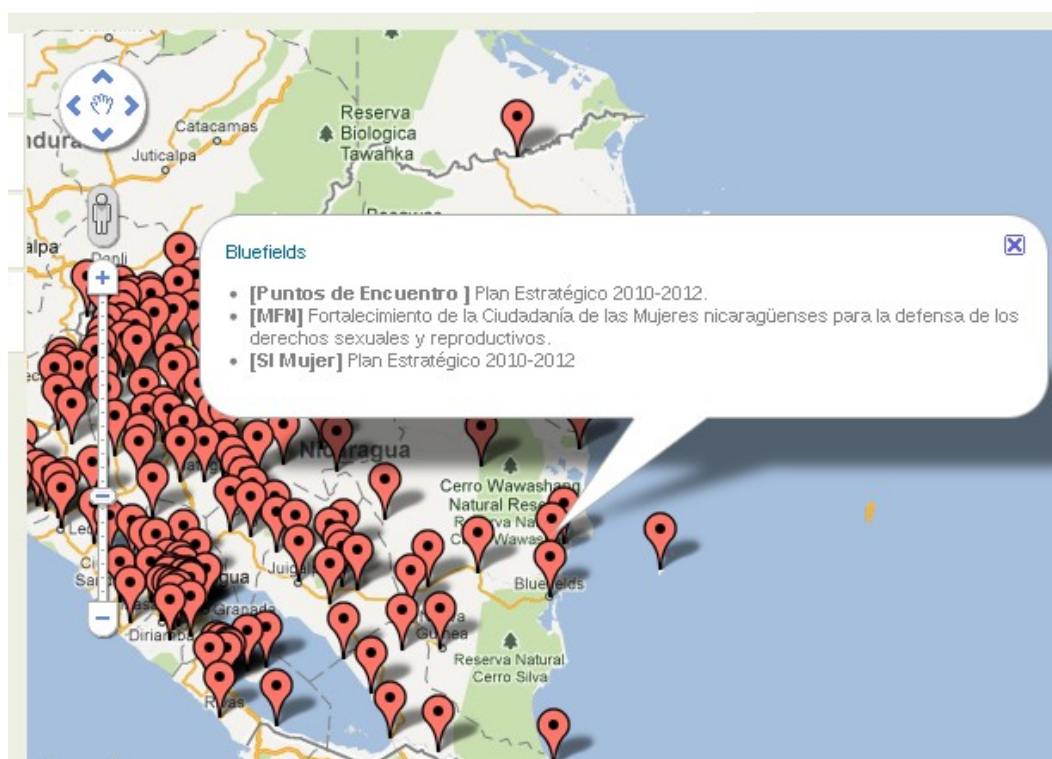 Reserva
Biologica
Tawahka
Catacamas
Juticalpa
Bluefields
[Puntos de Encuentro ] Plan Estratégico 2010-2012.
[MFN] Fortalecimiento de la Ciudadanía de las Mujeres nicaragüenses para la defensa de los
derechos sexuales y reproductivos.
[SI Mujer] Plan Estratégico 2010-2012
Nicaragua
Cerro Wawashang
Natural Rese
Bluefields
Granada
Diriamba
Reserva Natural
Cerro Silva
Rivas